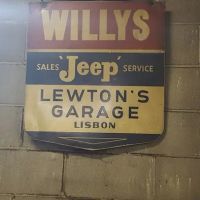 WILLYS
SALES 'Jeep' SERVICE
LEWTON'S
GARAGE
LISBON